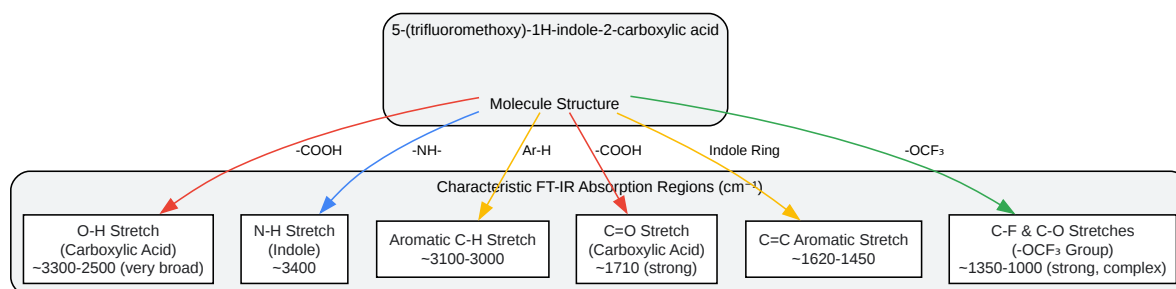 5-(trifluoromethoxy)-1H-indole-2-carboxylic acid
Molecule Structure
-COOH
-NH-
Ar-H
-COOH
Indole Ring
-OCF₃
Characteristic FT-IR Absorption Regions (cm⁻¹)
O-H Stretch
(Carboxylic Acid)
~3300-2500 (very broad)
N-H Stretch
(Indole)
~3400
Aromatic C-H Stretch
~3100-3000
C=O Stretch
(Carboxylic Acid)
~1710 (strong)
C=C Aromatic Stretch
~1620-1450
C-F & C-O Stretches
(-OCF₃ Group)
~1350-1000 (strong, complex)